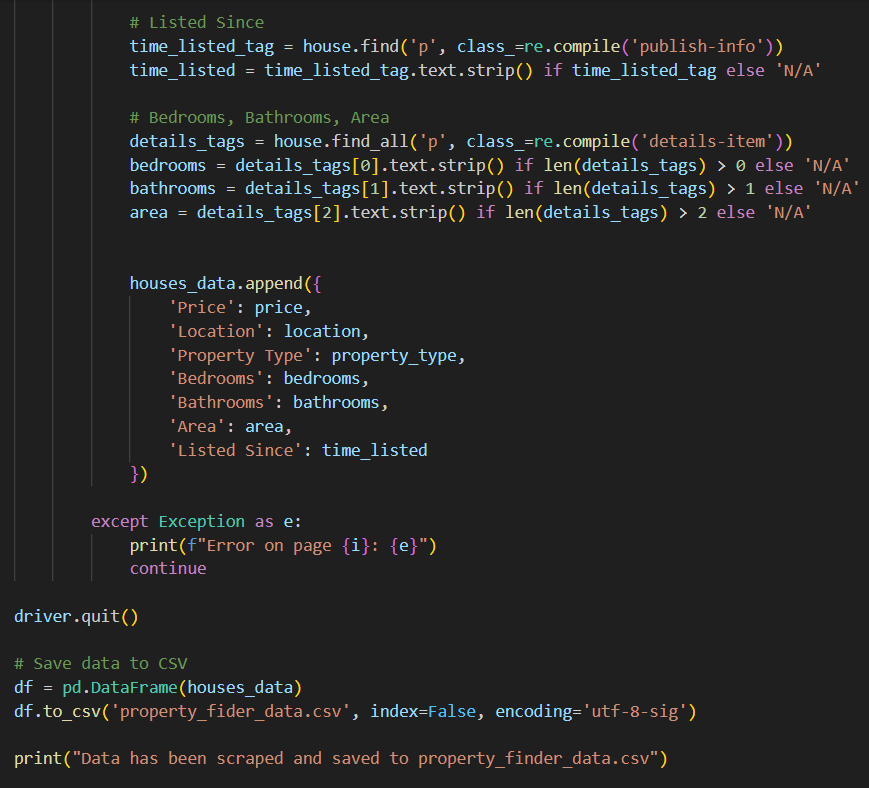 # Listed Since
time_listed_tag = house.find('p', class_=re.compile('publish-info'))
time_listed = time_listed_tag.text.strip() if time_listed_tag else 'N/A'
# Bedrooms, Bathrooms, Area
details_tags = house.find_all('p', class_=re.compile('details-item'))
bedrooms = details_tags[0].text.strip() if len(details_tags) > 0 else 'N/A'
bathrooms = details_tags[1].text.strip() if len(details_tags) > 1 else 'N/A'
area = details_tags[2].text.strip() if len(details_tags) > 2 else 'N/A'
houses_data.append({
'Price': price,
'Location': location,
'Property Type': property_type,
'Bedrooms': bedrooms,
'Bathrooms': bathrooms,
'Area': area,
'Listed Since': time_listed
})
except Exception as e:
print(f"Error on page {i}: {e}")
continue
driver.quit()
# Save data to CSV
df = pd.DataFrame(houses_data)
df.to_csv('property_fider_data.csv', index=False, encoding='utf-8-sig')
print("Data has been scraped and saved to property_finder_data.csv")